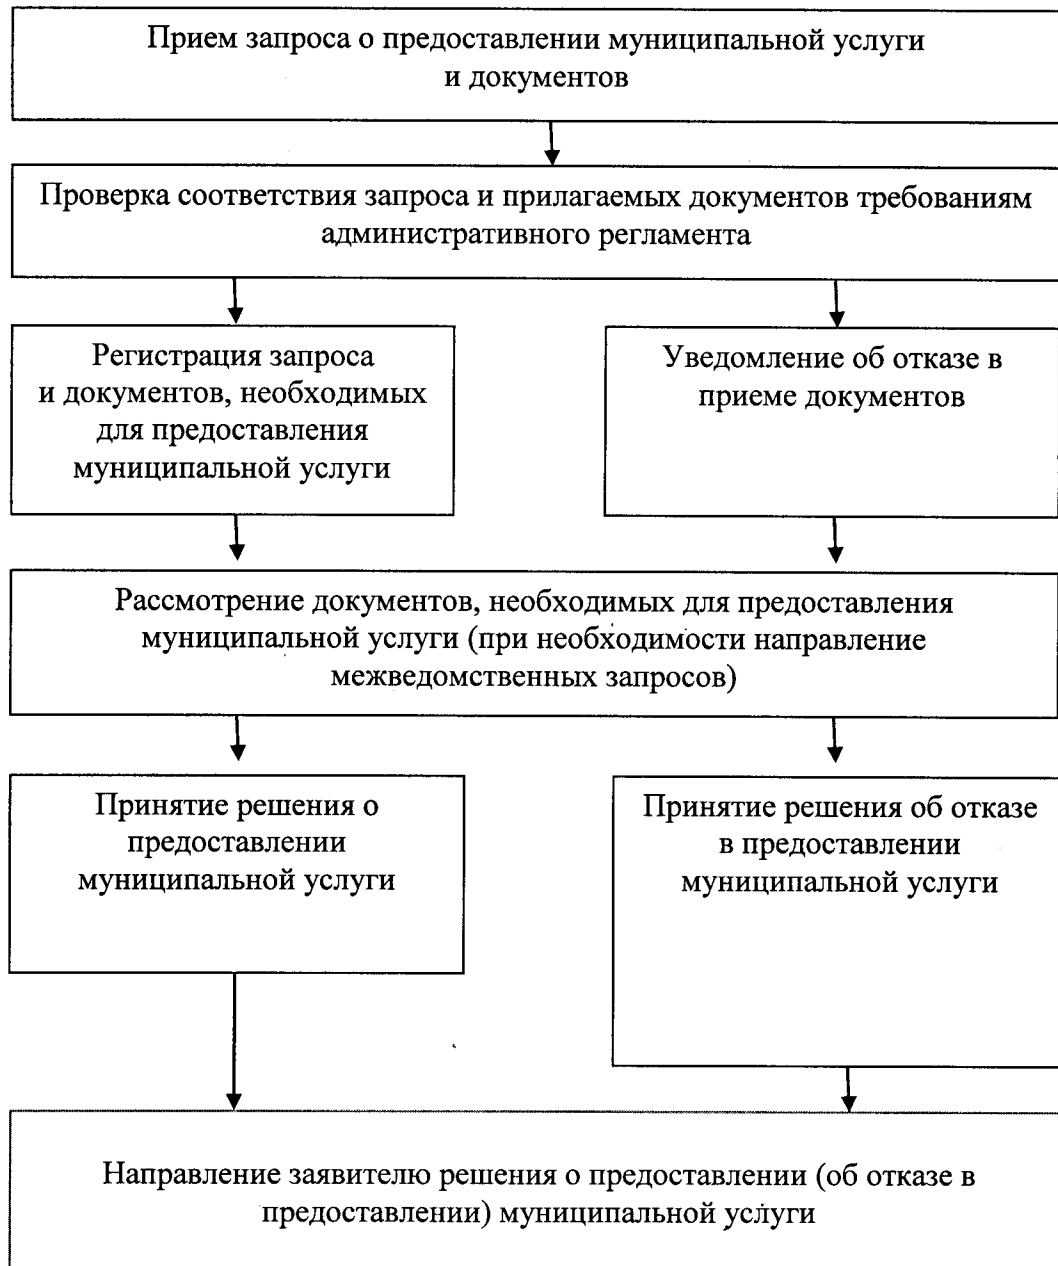 Прием запроса о предоставлении муниципальной услуги
и документов
Проверка соответствия запроса и прилагаемых документов требованиям
административного регламента
Регистрация запроса
и документов, необходимых
для предоставления
муниципальной услуги
Уведомление об отказе в
приеме документов
Рассмотрение документов, необходимых для предоставления
муниципальной услуги (при необходимости направление
межведомственных запросов)
Принятие решения о
предоставлении
муниципальной услуги
Принятие решения об отказе
в предоставлении
муниципальной услуги
Направление заявителю решения о предоставлении (об отказе в
предоставлении) муниципальной услуги